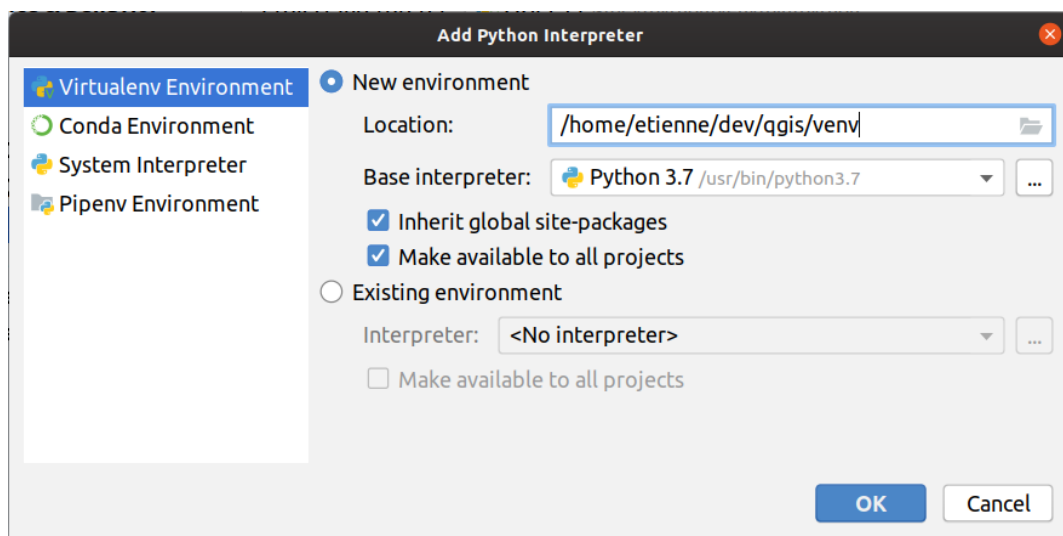 Add Python Interpreter
Virtualenv Environment
Conda Environment
System Interpreter
Pipenv Environment
New environment
Location: /home/etienne/dev/qgis/venv
Base interpreter: Python 3.7 /usr/bin/python3.7 ...
Inherit global site-packages
Make available to all projects
Existing environment
Interpreter: <No interpreter> ...
Make available to all projects
OK Cancel